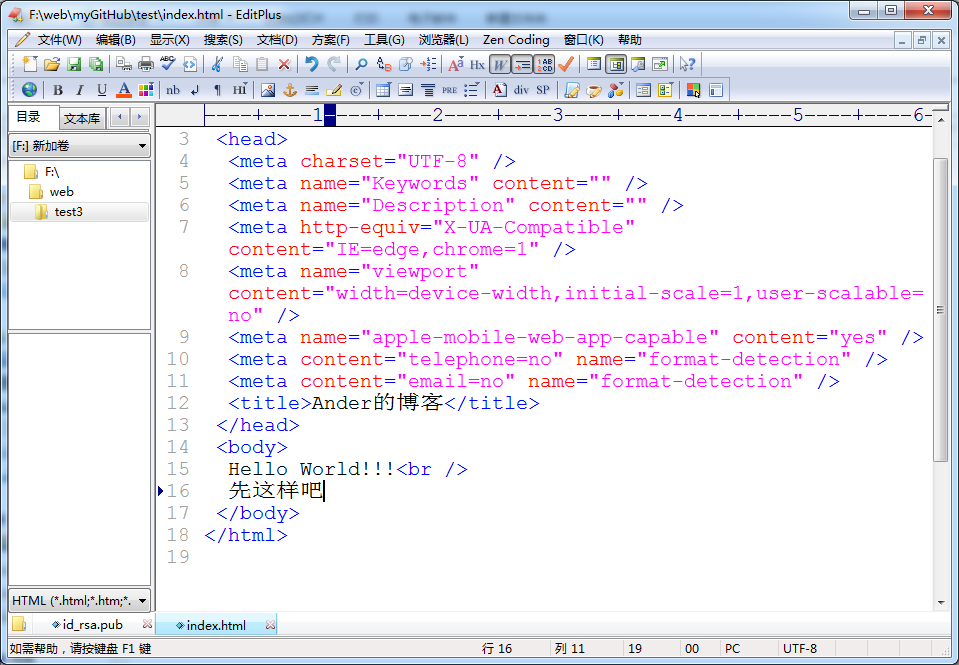 F:\web\myGitHub\test\index.html - EditPlus
文件(W) 编辑(B) 显示(X) 搜索(S) 文档(D) 方案(F) 工具(G) 浏览器(L) Zen Coding 窗口(K) 帮助
Hx W
B I U A nb HI PRE A div SP
目录 文本库
----+----1----+----2----+----3----+----4----+----5----+----6-
[F:] 新加卷
F:\
web
test3
3 <head>
4 <meta charset="UTF-8" />
5 <meta name="Keywords" content="" />
6 <meta name="Description" content="" />
7 <meta http-equiv="X-UA-Compatible"
content="IE=edge,chrome=1" />
8 <meta name="viewport"
content="width=device-width,initial-scale=1,user-scalable=
no" />
9 <meta name="apple-mobile-web-app-capable" content="yes" />
10 <meta content="telephone=no" name="format-detection" />
11 <meta content="email=no" name="format-detection" />
12 <title>Ander的博客</title>
13 </head>
14 <body>
15 Hello World!!!<br />
16 先这样吧
17 </body>
18 </html>
19
HTML (*.html;*.htm;*.
id_rsa.pub index.html
如需帮助，请按键盘 F1 键 行 16 列 11 19 00 PC UTF-8